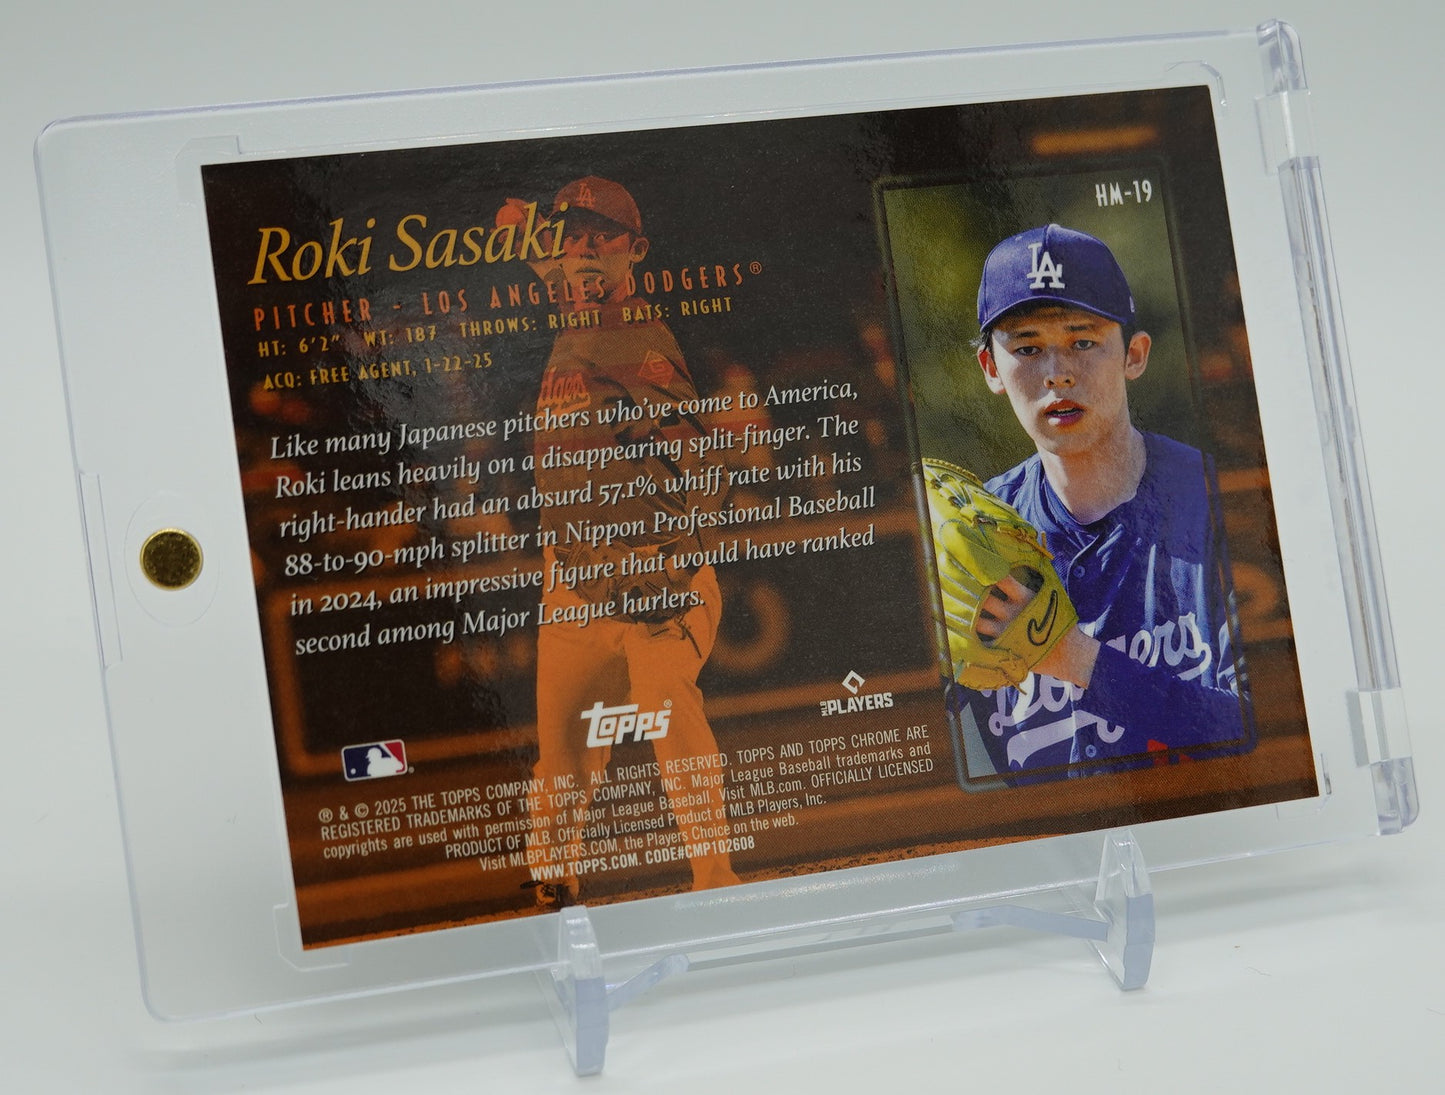 HM-19
Roki Sasaki
PITCHER - LOS ANGELES DODGERS®
HT: 6'2" WT: 187 THROWS: RIGHT BATS: RIGHT
ACQ: FREE AGENT, 1-22-25
Like many Japanese pitchers who've come to America,
Roki leans heavily on a disappearing split-finger. The
right-hander had an absurd 57.1% whiff rate with his
88-to-90-mph splitter in Nippon Professional Baseball
in 2024, an impressive figure that would have ranked
second among Major League hurlers.
LA
Dodgers
TOPPS®
MLB PLAYERS
® & © 2025 THE TOPPS COMPANY, INC. ALL RIGHTS RESERVED. TOPPS AND TOPPS CHROME ARE
REGISTERED TRADEMARKS OF THE TOPPS COMPANY, INC. Major League Baseball trademarks and
copyrights are used with permission of Major League Baseball. Visit MLB.com. OFFICIALLY LICENSED
PRODUCT OF MLB. Officially Licensed Product of MLB Players, Inc.
Visit MLBPLAYERS.COM, the Players Choice on the web.
WWW.TOPPS.COM. CODE#CMP102608